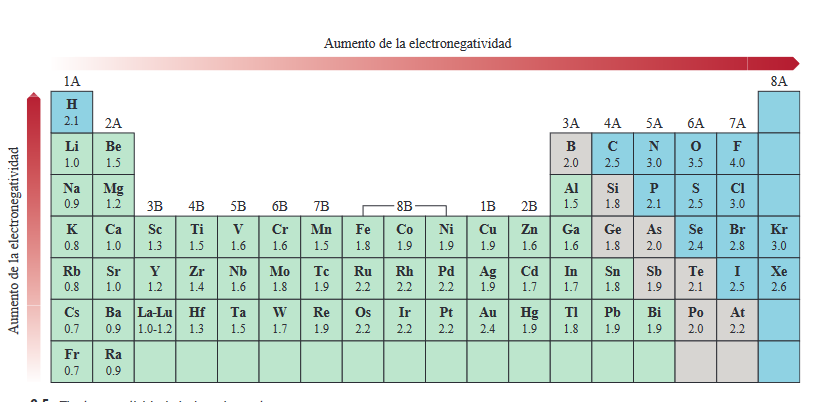 Aumento de la electronegatividad
Aumento de la electronegatividad
1A 8A
H
2.1
2A 3A 4A 5A 6A 7A
Li Be B C N O F
1.0 1.5 2.0 2.5 3.0 3.5 4.0
Na Mg Al Si P S Cl
0.9 1.2 1.5 1.8 2.1 2.5 3.0
3B 4B 5B 6B 7B 8B 1B 2B
K Ca Sc Ti V Cr Mn Fe Co Ni Cu Zn Ga Ge As Se Br Kr
0.8 1.0 1.3 1.5 1.6 1.6 1.5 1.8 1.9 1.9 1.9 1.6 1.6 1.8 2.0 2.4 2.8 3.0
Rb Sr Y Zr Nb Mo Tc Ru Rh Pd Ag Cd In Sn Sb Te I Xe
0.8 1.0 1.2 1.4 1.6 1.8 1.9 2.2 2.2 2.2 1.9 1.7 1.7 1.8 1.9 2.1 2.5 2.6
Cs Ba La-Lu Hf Ta W Re Os Ir Pt Au Hg Tl Pb Bi Po At
0.7 0.9 1.0-1.2 1.3 1.5 1.7 1.9 2.2 2.2 2.2 2.4 1.9 1.8 1.9 1.9 2.0 2.2
Fr Ra
0.7 0.9